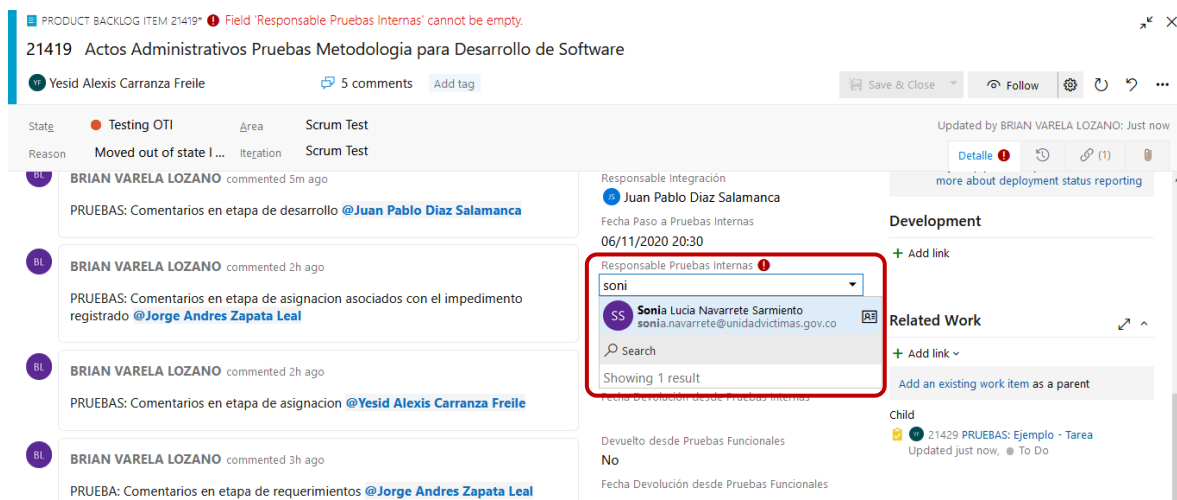 PRODUCT BACKLOG ITEM 21419* Field 'Responsable Pruebas Internas' cannot be empty.
21419 Actos Administrativos Pruebas Metodologia para Desarrollo de Software
YF Yesid Alexis Carranza Freile 5 comments Add tag Save & Close Follow
State Testing OTI Area Scrum Test Updated by BRIAN VARELA LOZANO: Just now
Reason Moved out of state I ... Iteration Scrum Test Detalle (1)
BL BRIAN VARELA LOZANO commented 5m ago
PRUEBAS: Comentarios en etapa de desarrollo @Juan Pablo Diaz Salamanca
BL BRIAN VARELA LOZANO commented 2h ago
PRUEBAS: Comentarios en etapa de asignacion asociados con el impedimento
registrado @Jorge Andres Zapata Leal
BL BRIAN VARELA LOZANO commented 2h ago
PRUEBAS: Comentarios en etapa de asignacion @Yesid Alexis Carranza Freile
BL BRIAN VARELA LOZANO commented 3h ago
PRUEBA: Comentarios en etapa de requerimientos @Jorge Andres Zapata Leal
Responsable Integración
JS Juan Pablo Diaz Salamanca
Fecha Paso a Pruebas Internas
06/11/2020 20:30
Responsable Pruebas Internas
soni
SS Sonia Lucia Navarrete Sarmiento
sonia.navarrete@unidadvictimas.gov.co
Search
Showing 1 result
Fecha Devolución desde Pruebas Internas
Devuelto desde Pruebas Funcionales
No
Fecha Devolución desde Pruebas Funcionales
more about deployment status reporting
Development
+ Add link
Related Work
+ Add link
Add an existing work item as a parent
Child
YF 21429 PRUEBAS: Ejemplo - Tarea
Updated just now, To Do